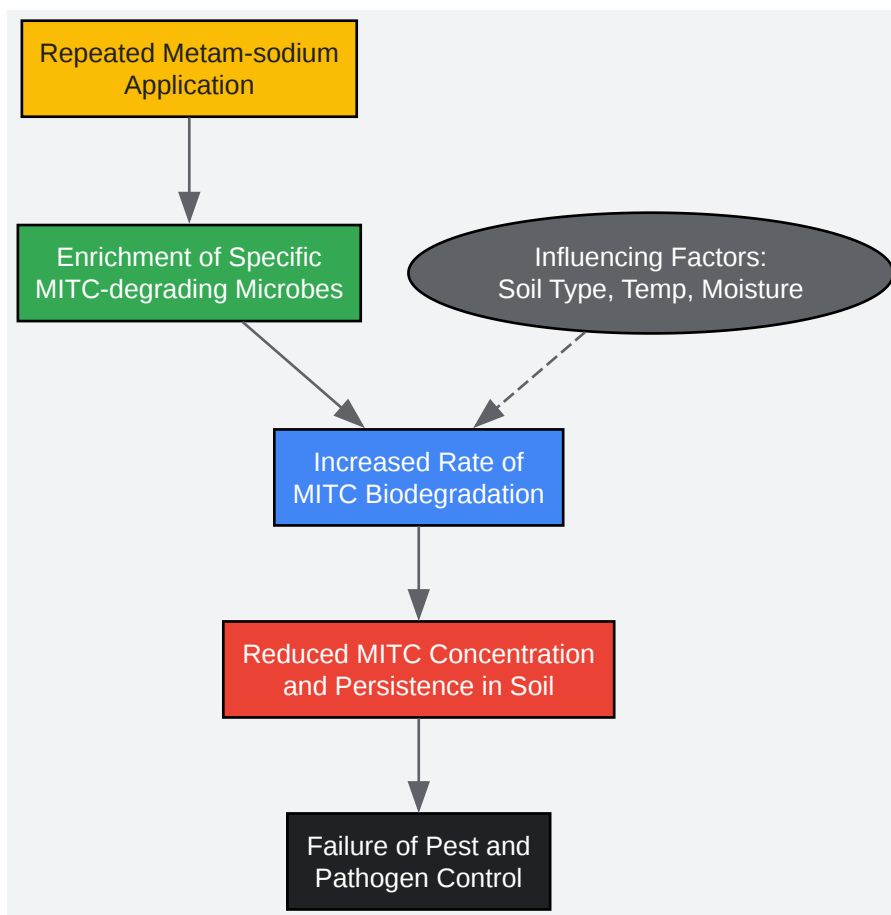 Repeated Metam-sodium
Application
Enrichment of Specific
MITC-degrading Microbes
Influencing Factors:
Soil Type, Temp, Moisture
Increased Rate of
MITC Biodegradation
Reduced MITC Concentration
and Persistence in Soil
Failure of Pest and
Pathogen Control